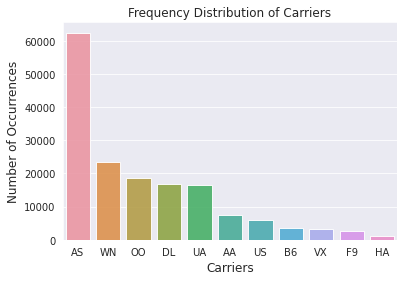 Frequency Distribution of Carriers
60000
50000
40000
30000
20000
10000
0
Number of Occurrences
AS WN OO DL UA AA US B6 VX F9 HA
Carriers